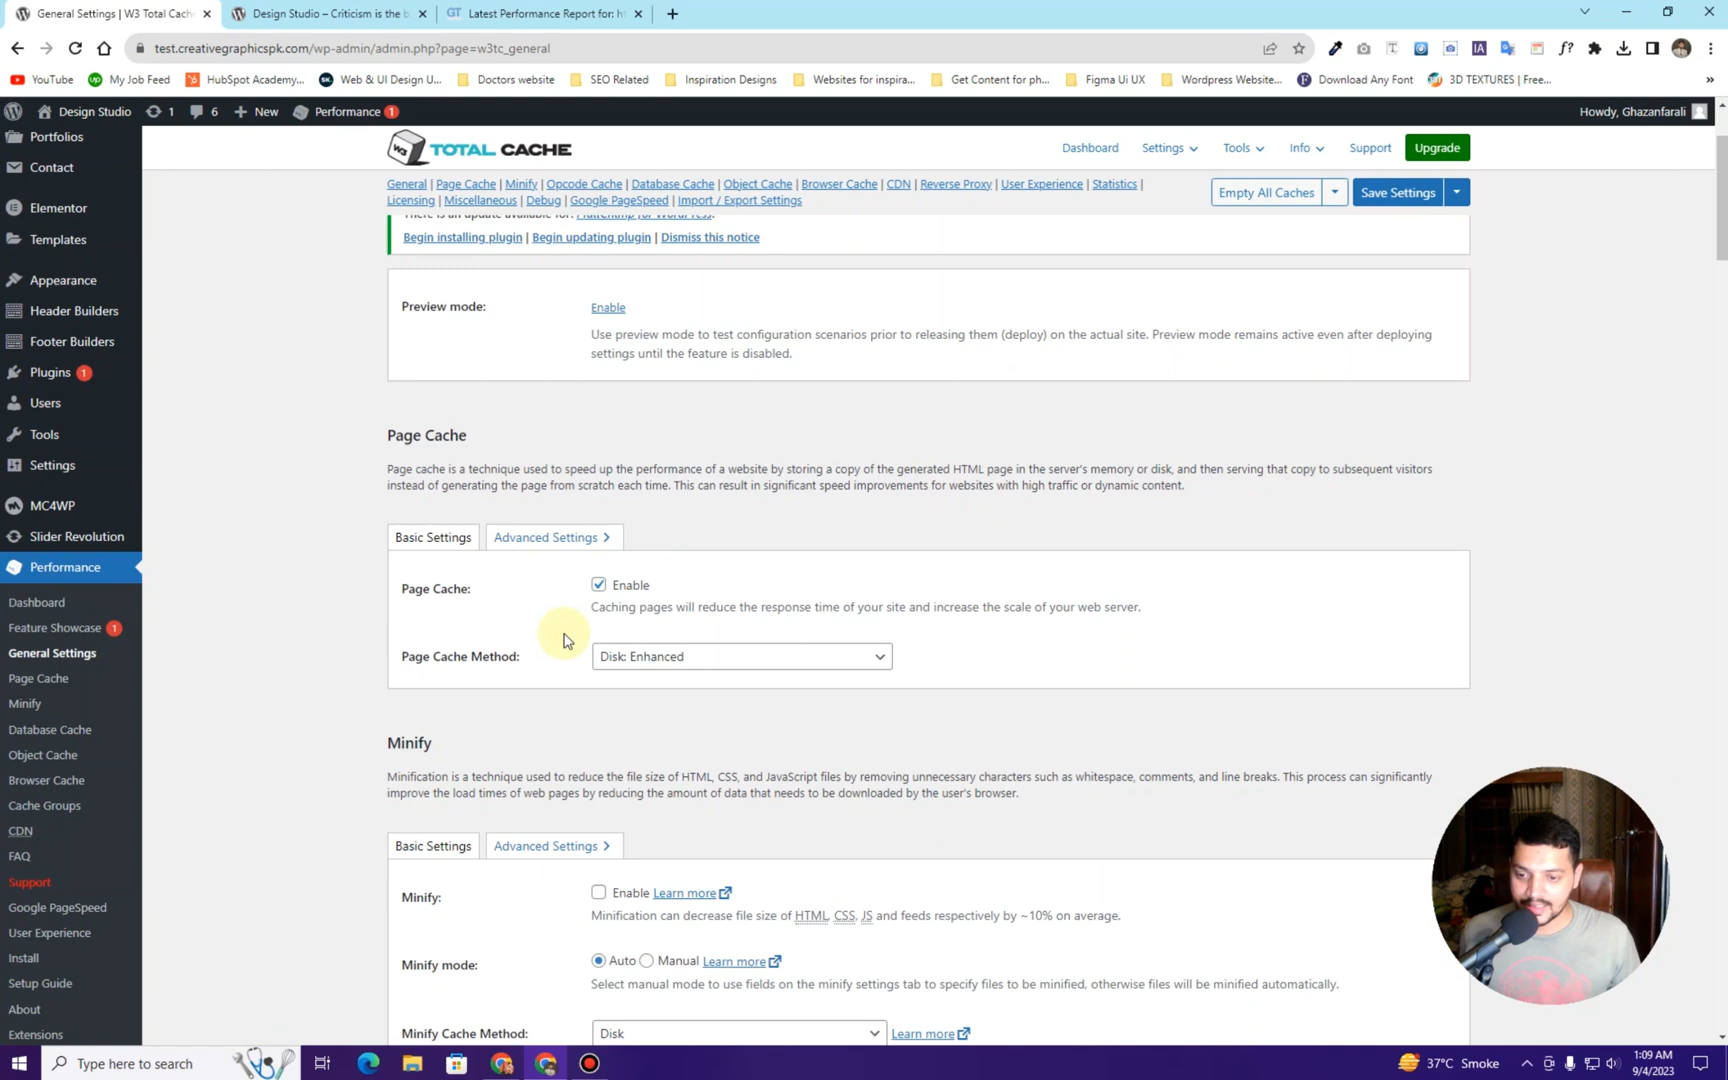 General Settings | W3 Total Cach
Design Studio – Criticism is the b
GT Latest Performance Report for: ht
test.creativegraphicspk.com/wp-admin/admin.php?page=w3tc_general
YouTube
My Job Feed
HubSpot Academy...
Web & UI Design U...
Doctors website
SEO Related
Inspiration Designs
Websites for inspira...
Get Content for ph...
Figma Ui UX
Wordpress Website...
Download Any Font
3D TEXTURES | Free...
Design Studio
1
6
New
Performance 1
Howdy, Ghazanfarali
Portfolios
Contact
Elementor
Templates
Appearance
Header Builders
Footer Builders
Plugins 1
Users
Tools
Settings
MC4WP
Slider Revolution
Performance
Dashboard
Feature Showcase 1
General Settings
Page Cache
Minify
Database Cache
Object Cache
Browser Cache
Cache Groups
CDN
FAQ
Support
Google PageSpeed
User Experience
Install
Setup Guide
About
Extensions
W3 TOTAL CACHE
Dashboard
Settings
Tools
Info
Support
Upgrade
General | Page Cache | Minify | Opcode Cache | Database Cache | Object Cache | Browser Cache | CDN | Reverse Proxy | User Experience | Statistics |
Licensing | Miscellaneous | Debug | Google PageSpeed | Import / Export Settings
Empty All Caches
Save Settings
There is an update available for: Mailchimp for WordPress.
Begin installing plugin | Begin updating plugin | Dismiss this notice
Preview mode:
Enable
Use preview mode to test configuration scenarios prior to releasing them (deploy) on the actual site. Preview mode remains active even after deploying
settings until the feature is disabled.
Page Cache
Page cache is a technique used to speed up the performance of a website by storing a copy of the generated HTML page in the server's memory or disk, and then serving that copy to subsequent visitors
instead of generating the page from scratch each time. This can result in significant speed improvements for websites with high traffic or dynamic content.
Basic Settings
Advanced Settings
Page Cache:
Enable
Caching pages will reduce the response time of your site and increase the scale of your web server.
Page Cache Method:
Disk: Enhanced
Minify
Minification is a technique used to reduce the file size of HTML, CSS, and JavaScript files by removing unnecessary characters such as whitespace, comments, and line breaks. This process can significantly
improve the load times of web pages by reducing the amount of data that needs to be downloaded by the user's browser.
Basic Settings
Advanced Settings
Minify:
Enable Learn more
Minification can decrease file size of HTML, CSS, JS and feeds respectively by ~10% on average.
Minify mode:
Auto Manual Learn more
Select manual mode to use fields on the minify settings tab to specify files to be minified, otherwise files will be minified automatically.
Minify Cache Method:
Disk
Learn more
Type here to search
37°C Smoke
1:09 AM
9/4/2023